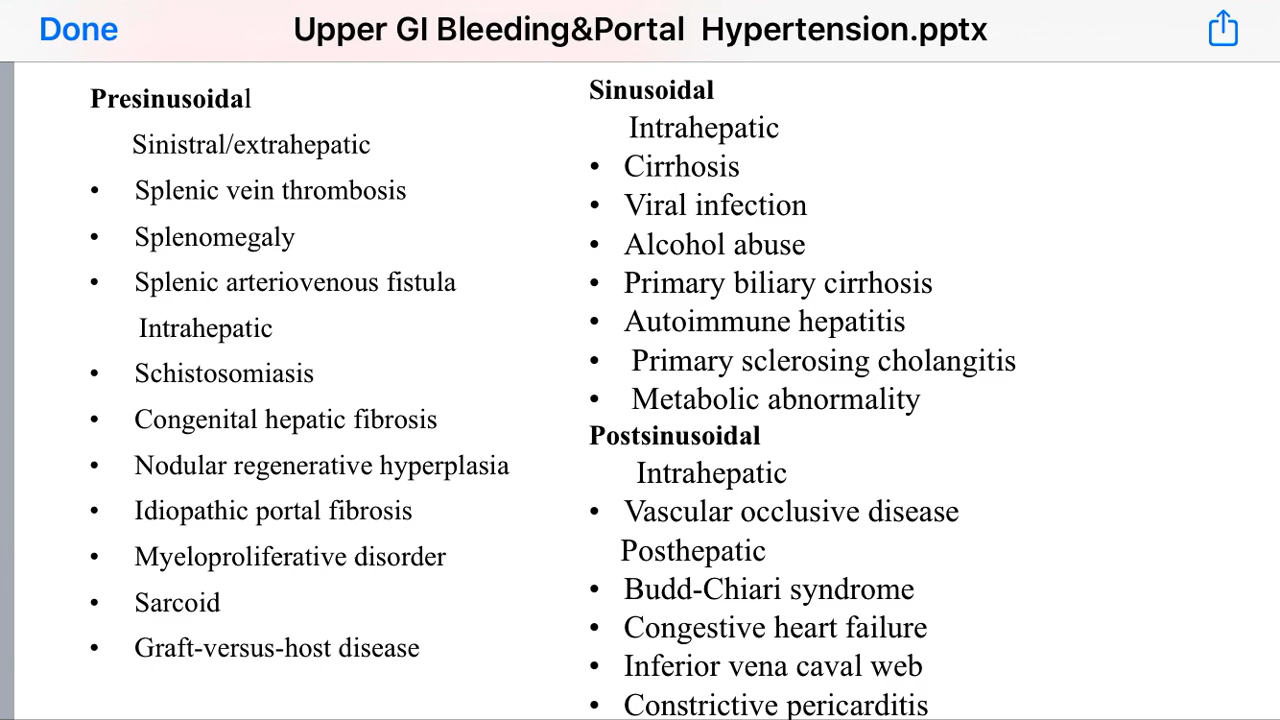 Done
Upper GI Bleeding&Portal Hypertension.pptx
Presinusoidal
Sinistral/extrahepatic
• Splenic vein thrombosis
• Splenomegaly
• Splenic arteriovenous fistula
Intrahepatic
• Schistosomiasis
• Congenital hepatic fibrosis
• Nodular regenerative hyperplasia
• Idiopathic portal fibrosis
• Myeloproliferative disorder
• Sarcoid
• Graft-versus-host disease
Sinusoidal
Intrahepatic
• Cirrhosis
• Viral infection
• Alcohol abuse
• Primary biliary cirrhosis
• Autoimmune hepatitis
• Primary sclerosing cholangitis
• Metabolic abnormality
Postsinusoidal
Intrahepatic
• Vascular occlusive disease
Posthepatic
• Budd-Chiari syndrome
• Congestive heart failure
• Inferior vena caval web
• Constrictive pericarditis